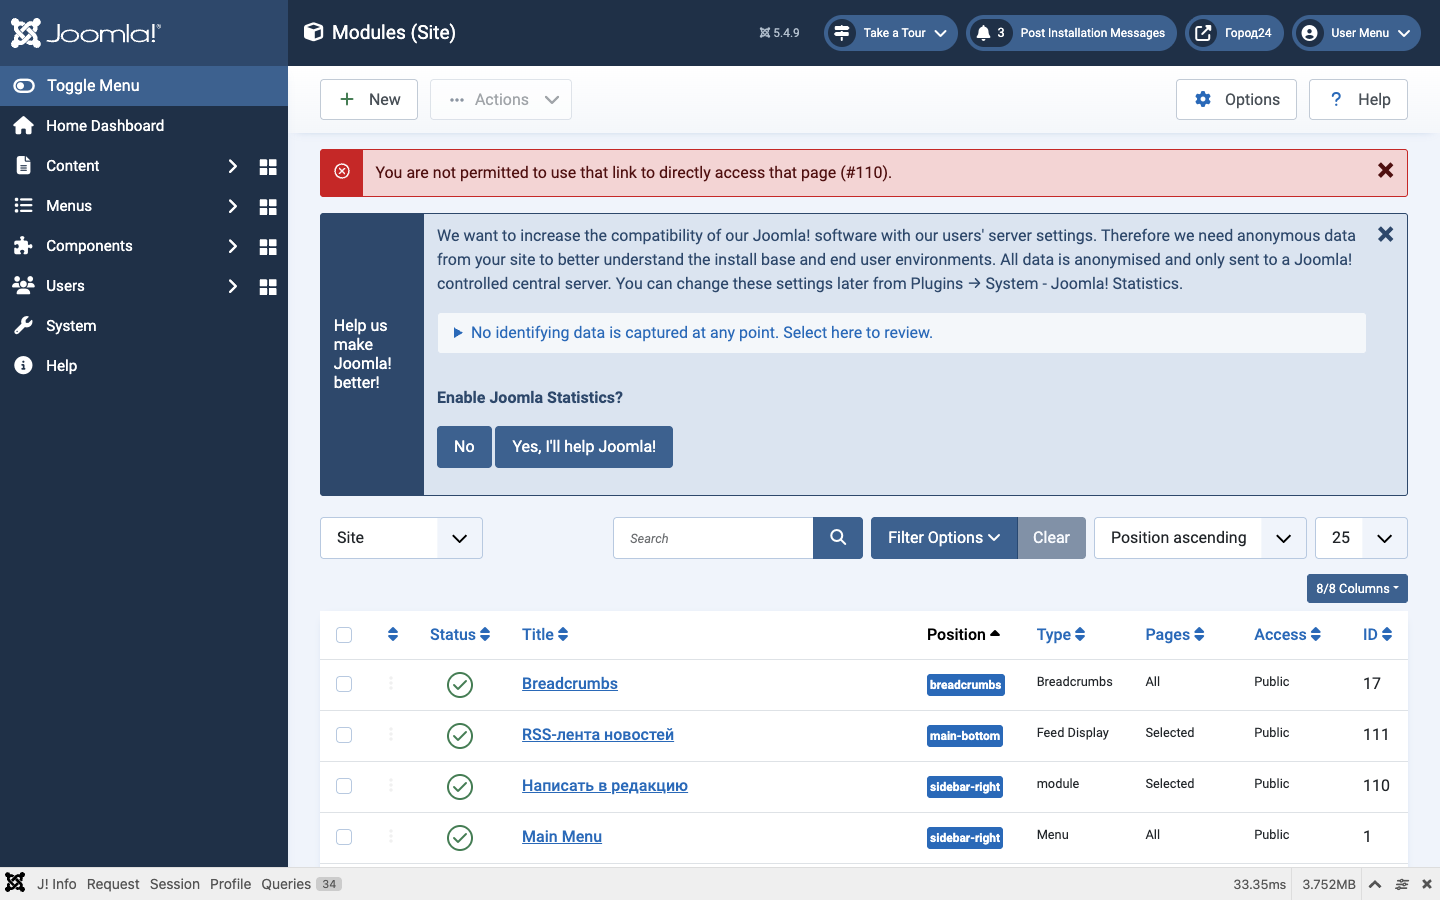 Joomla!®
Modules (Site)
5.4.9
Take a Tour
3 Post Installation Messages
Город24
User Menu
Toggle Menu
Home Dashboard
Content
Menus
Components
Users
System
Help
New
Actions
Options
? Help
You are not permitted to use that link to directly access that page (#110).
Help us
make
Joomla!
better!
We want to increase the compatibility of our Joomla! software with our users' server settings. Therefore we need anonymous data
from your site to better understand the install base and end user environments. All data is anonymised and only sent to a Joomla!
controlled central server. You can change these settings later from Plugins → System - Joomla! Statistics.
No identifying data is captured at any point. Select here to review.
Enable Joomla Statistics?
No
Yes, I'll help Joomla!
Site
Search
Filter Options
Clear
Position ascending
25
8/8 Columns
Status Title Position Type Pages Access ID
Breadcrumbs breadcrumbs Breadcrumbs All Public 17
RSS-лента новостей main-bottom Feed Display Selected Public 111
Написать в редакцию sidebar-right module Selected Public 110
Main Menu sidebar-right Menu All Public 1
J! Info Request Session Profile Queries 34
33.35ms 3.752MB